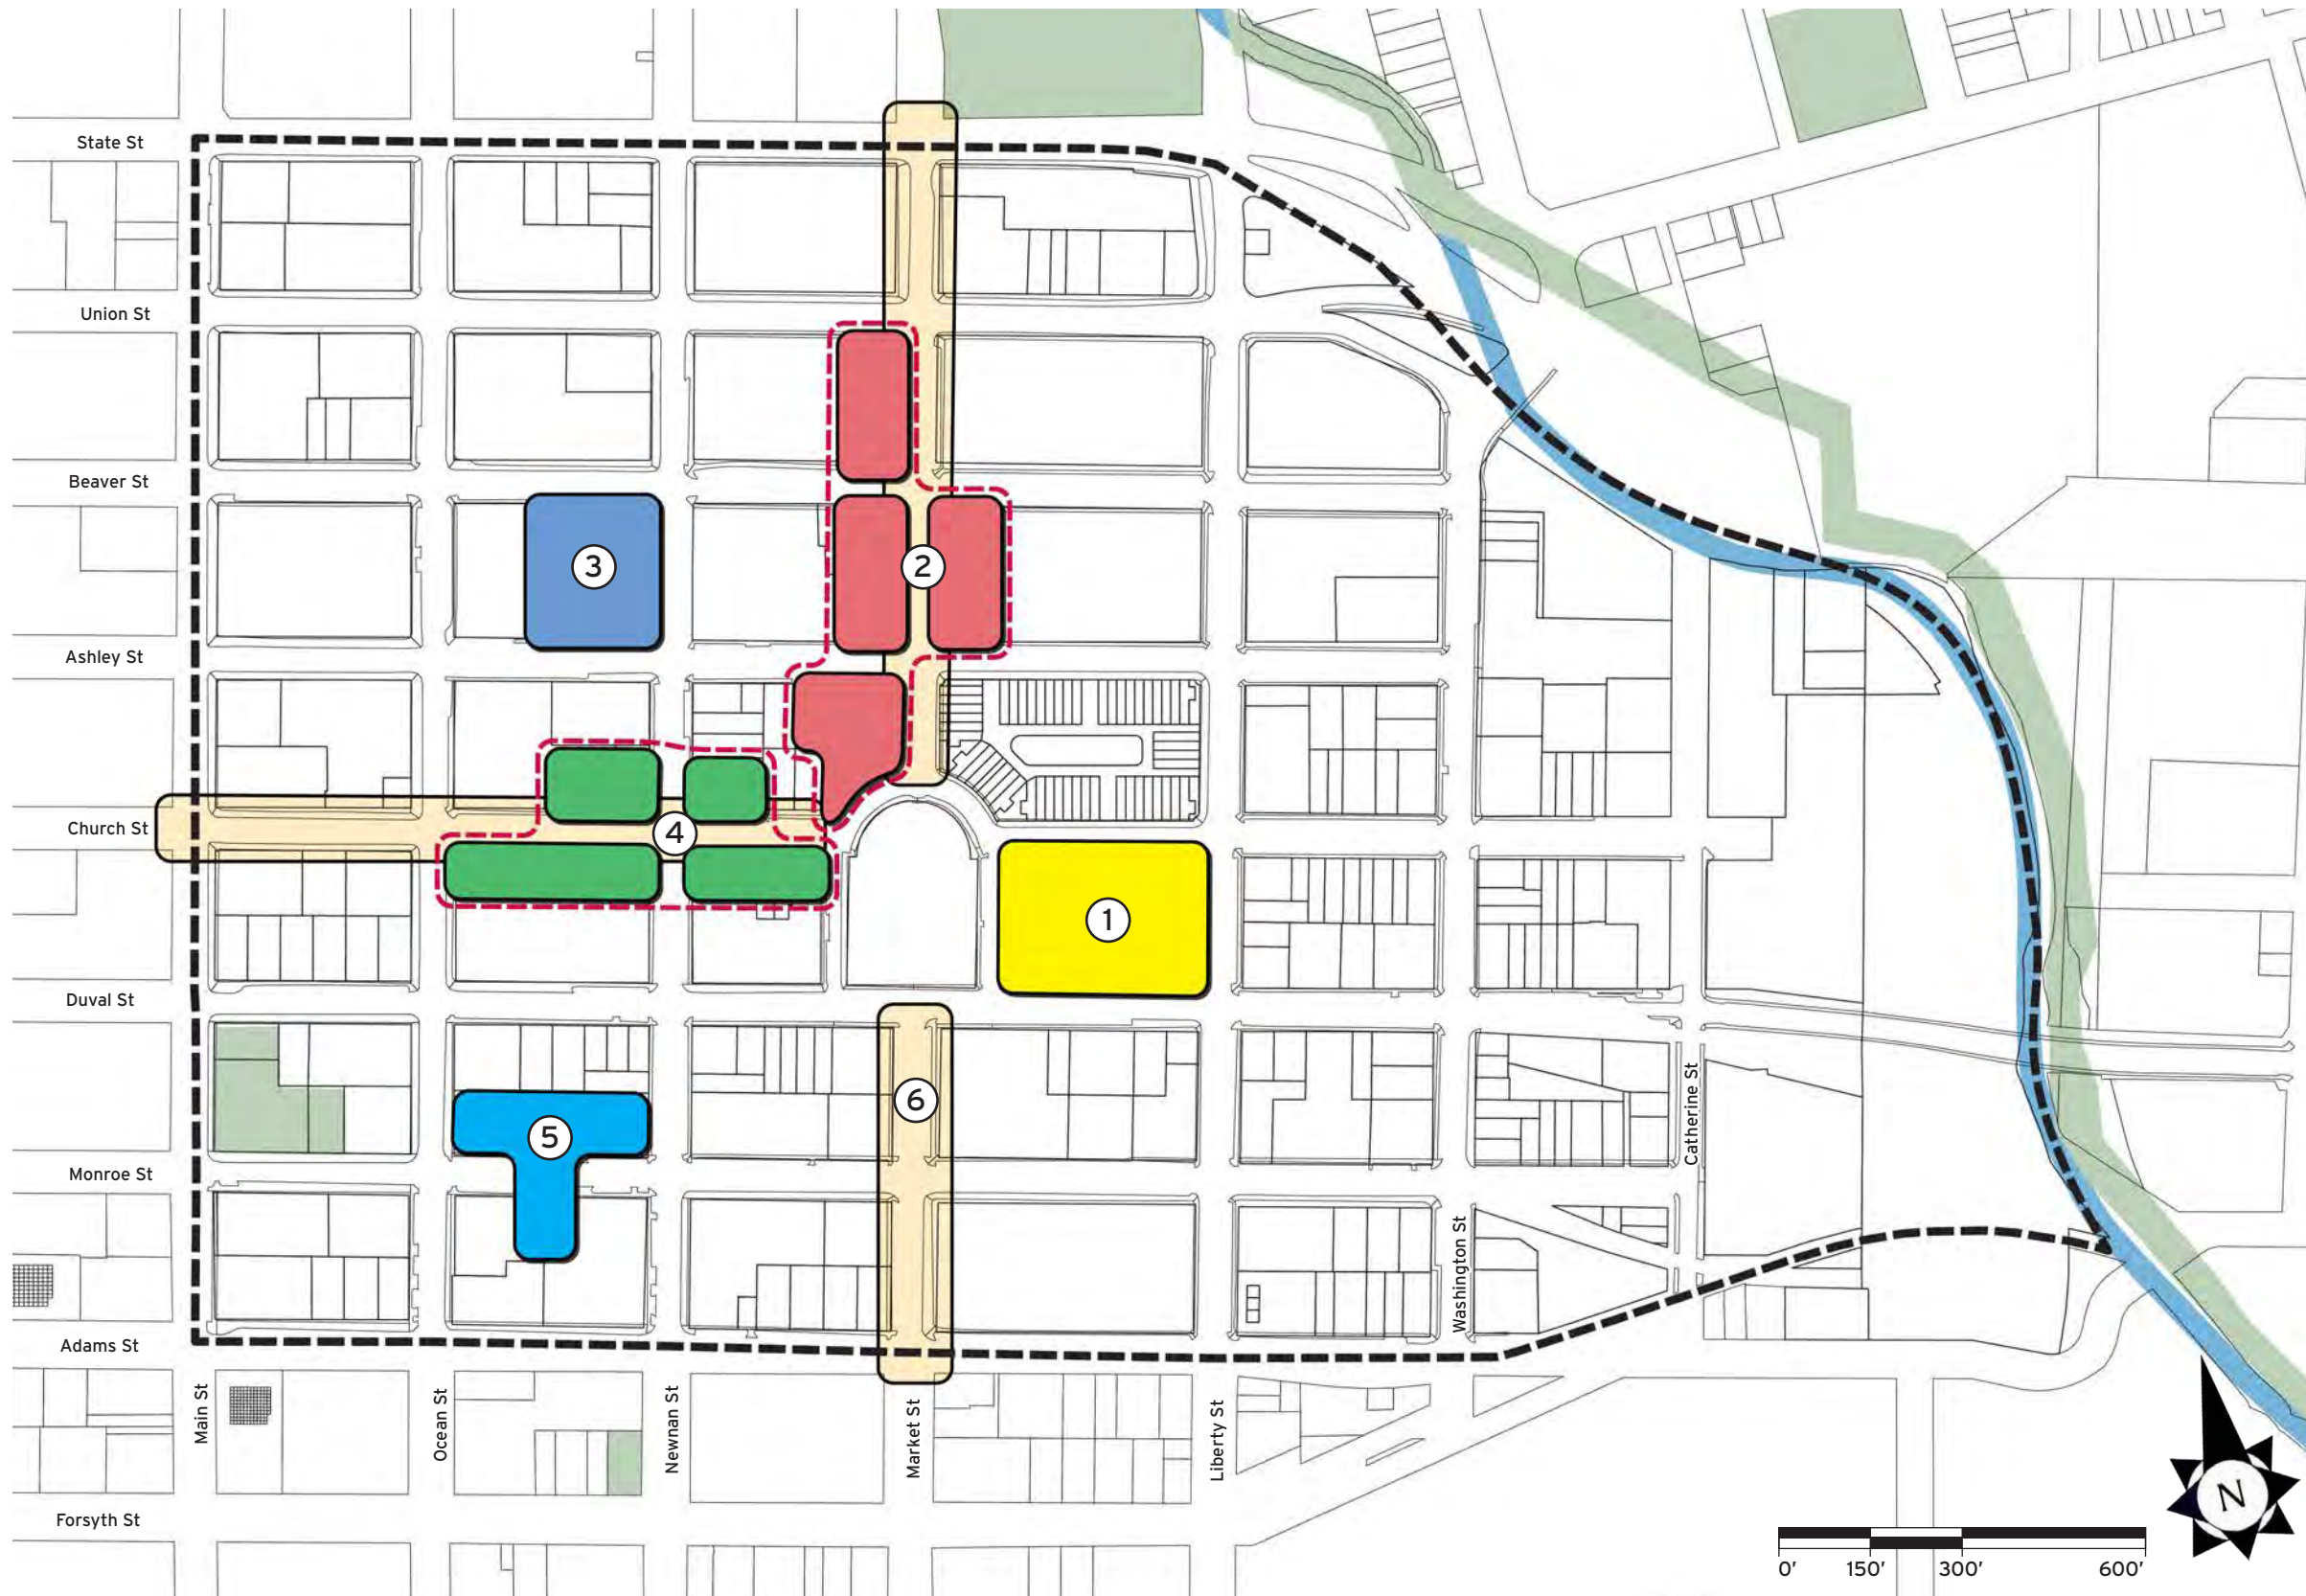 State St
Union St
Beaver St
3
2
Ashley St
Church St
4
1
Duval St
6
5
Catherine St
Monroe St
Washington St
Adams St
Main St
Ocean St
Newnan St
Market St
Liberty St
N
Forsyth St
0' 150' 300' 600'